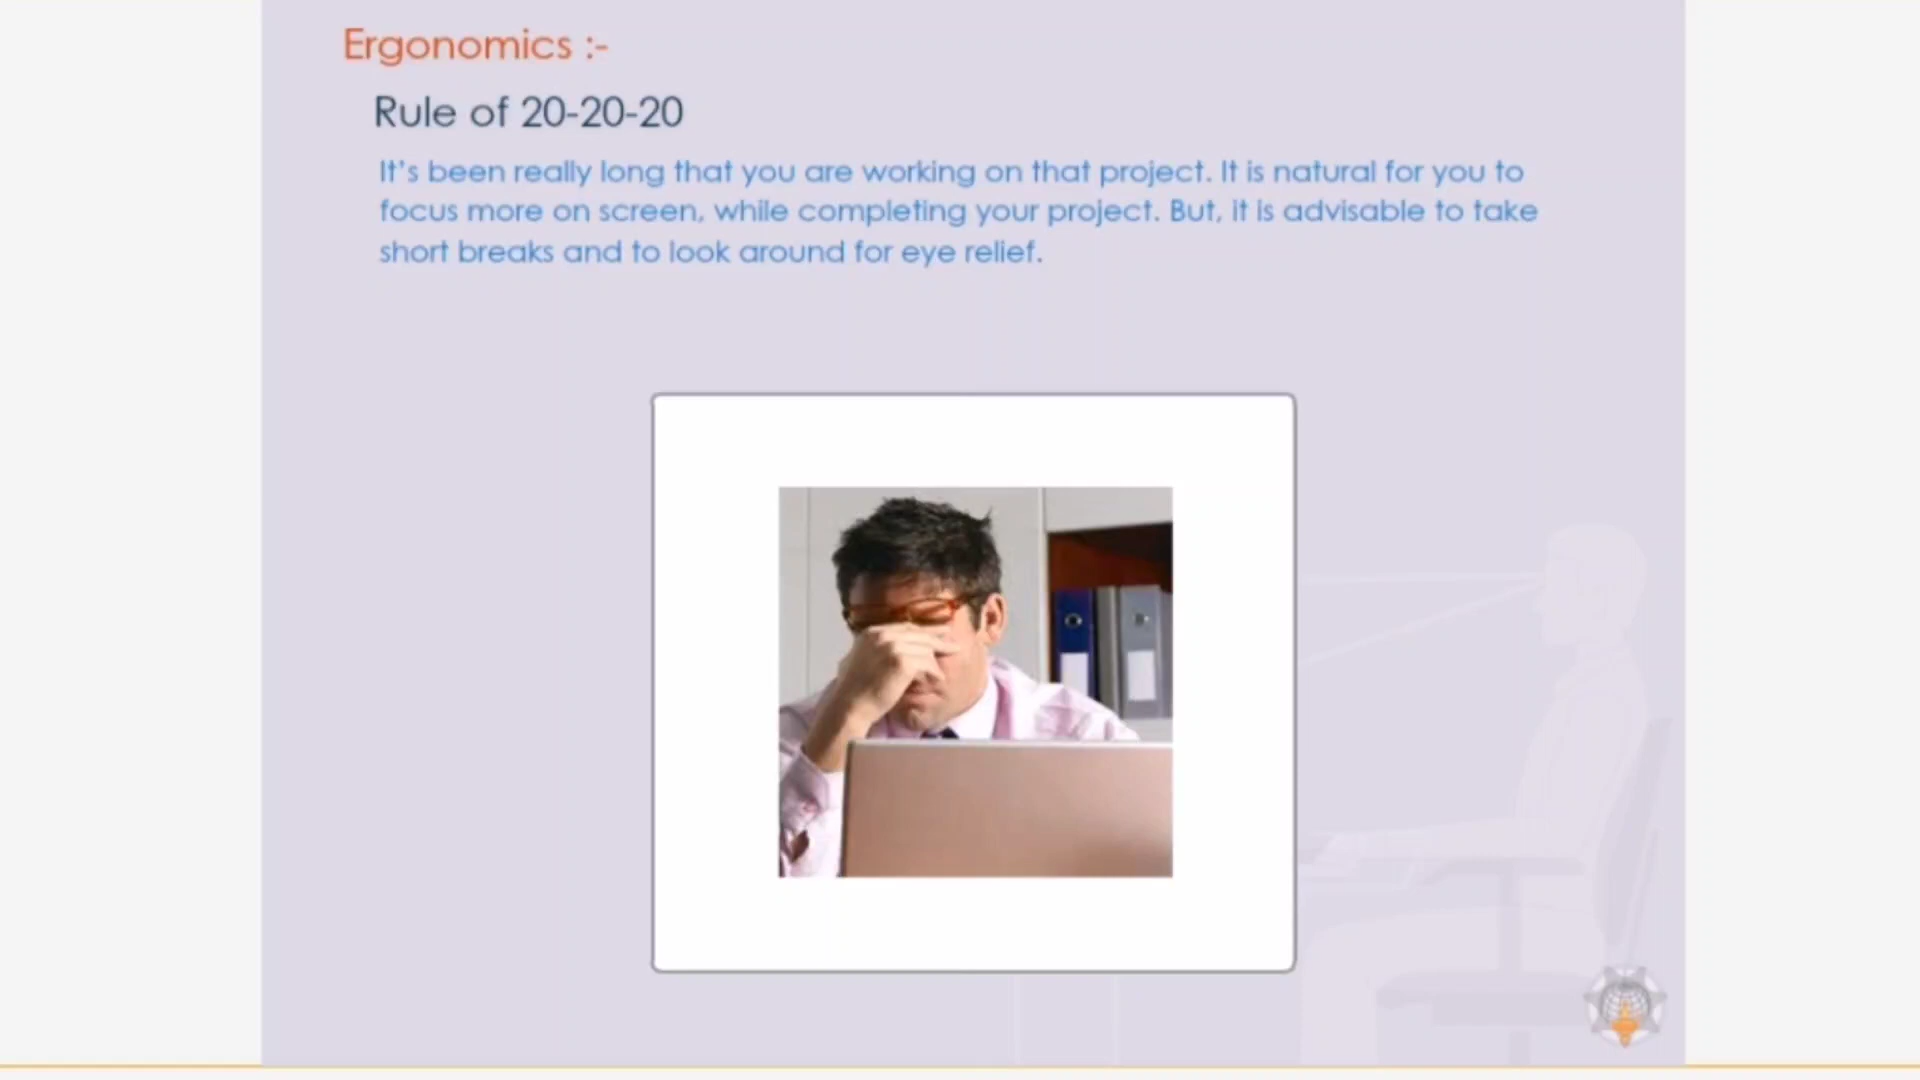 Ergonomics :-
Rule of 20-20-20
It's been really long that you are working on that project. It is natural for you to
focus more on screen, while completing your project. But, it is advisable to take
short breaks and to look around for eye relief.